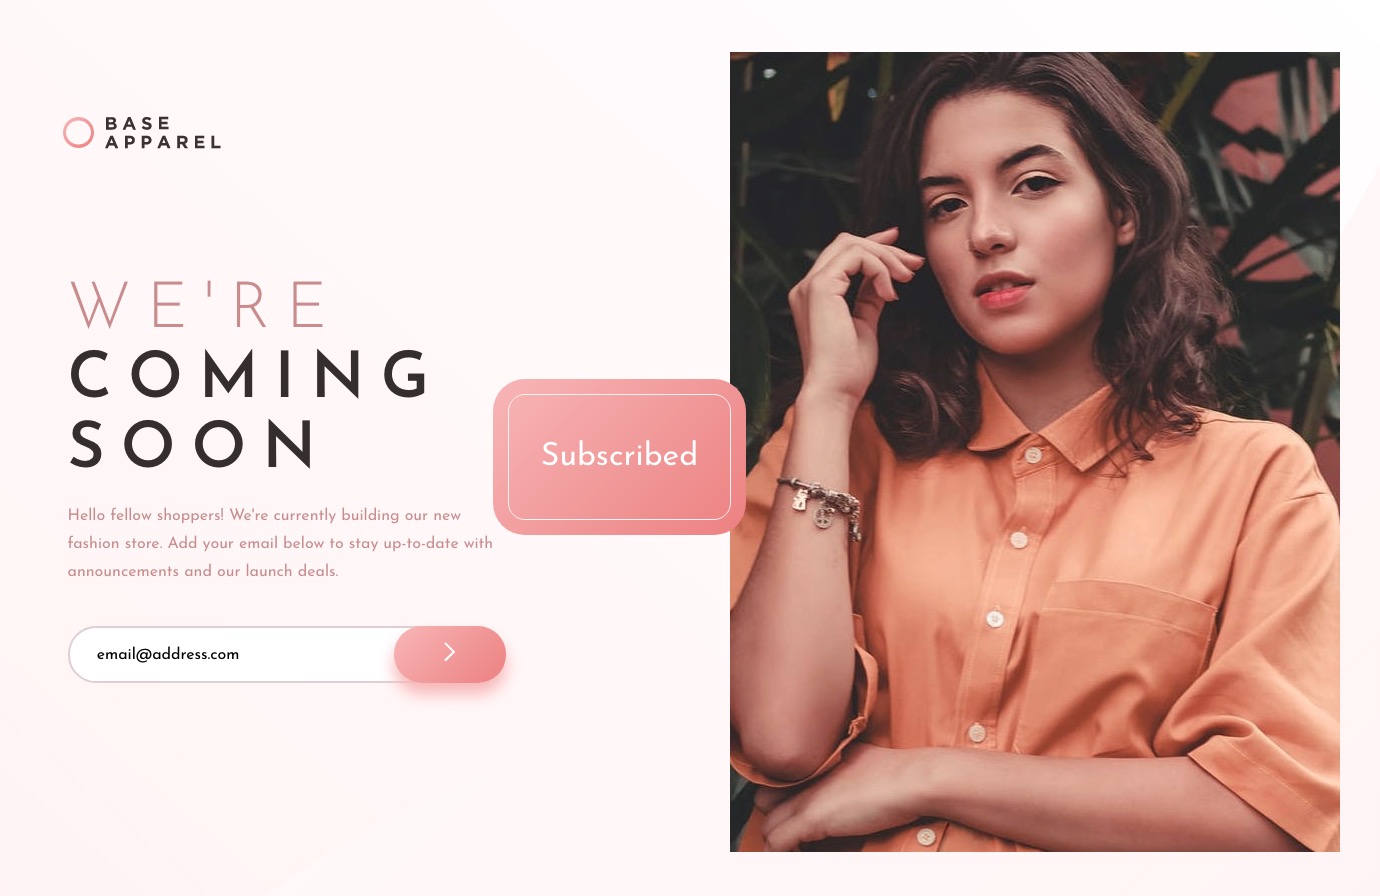 BASE
APPAREL
WE'RE
COMING
SOON
Hello fellow shoppers! We're currently building our new
fashion store. Add your email below to stay up-to-date with
announcements and our launch deals.
email@address.com
Subscribed